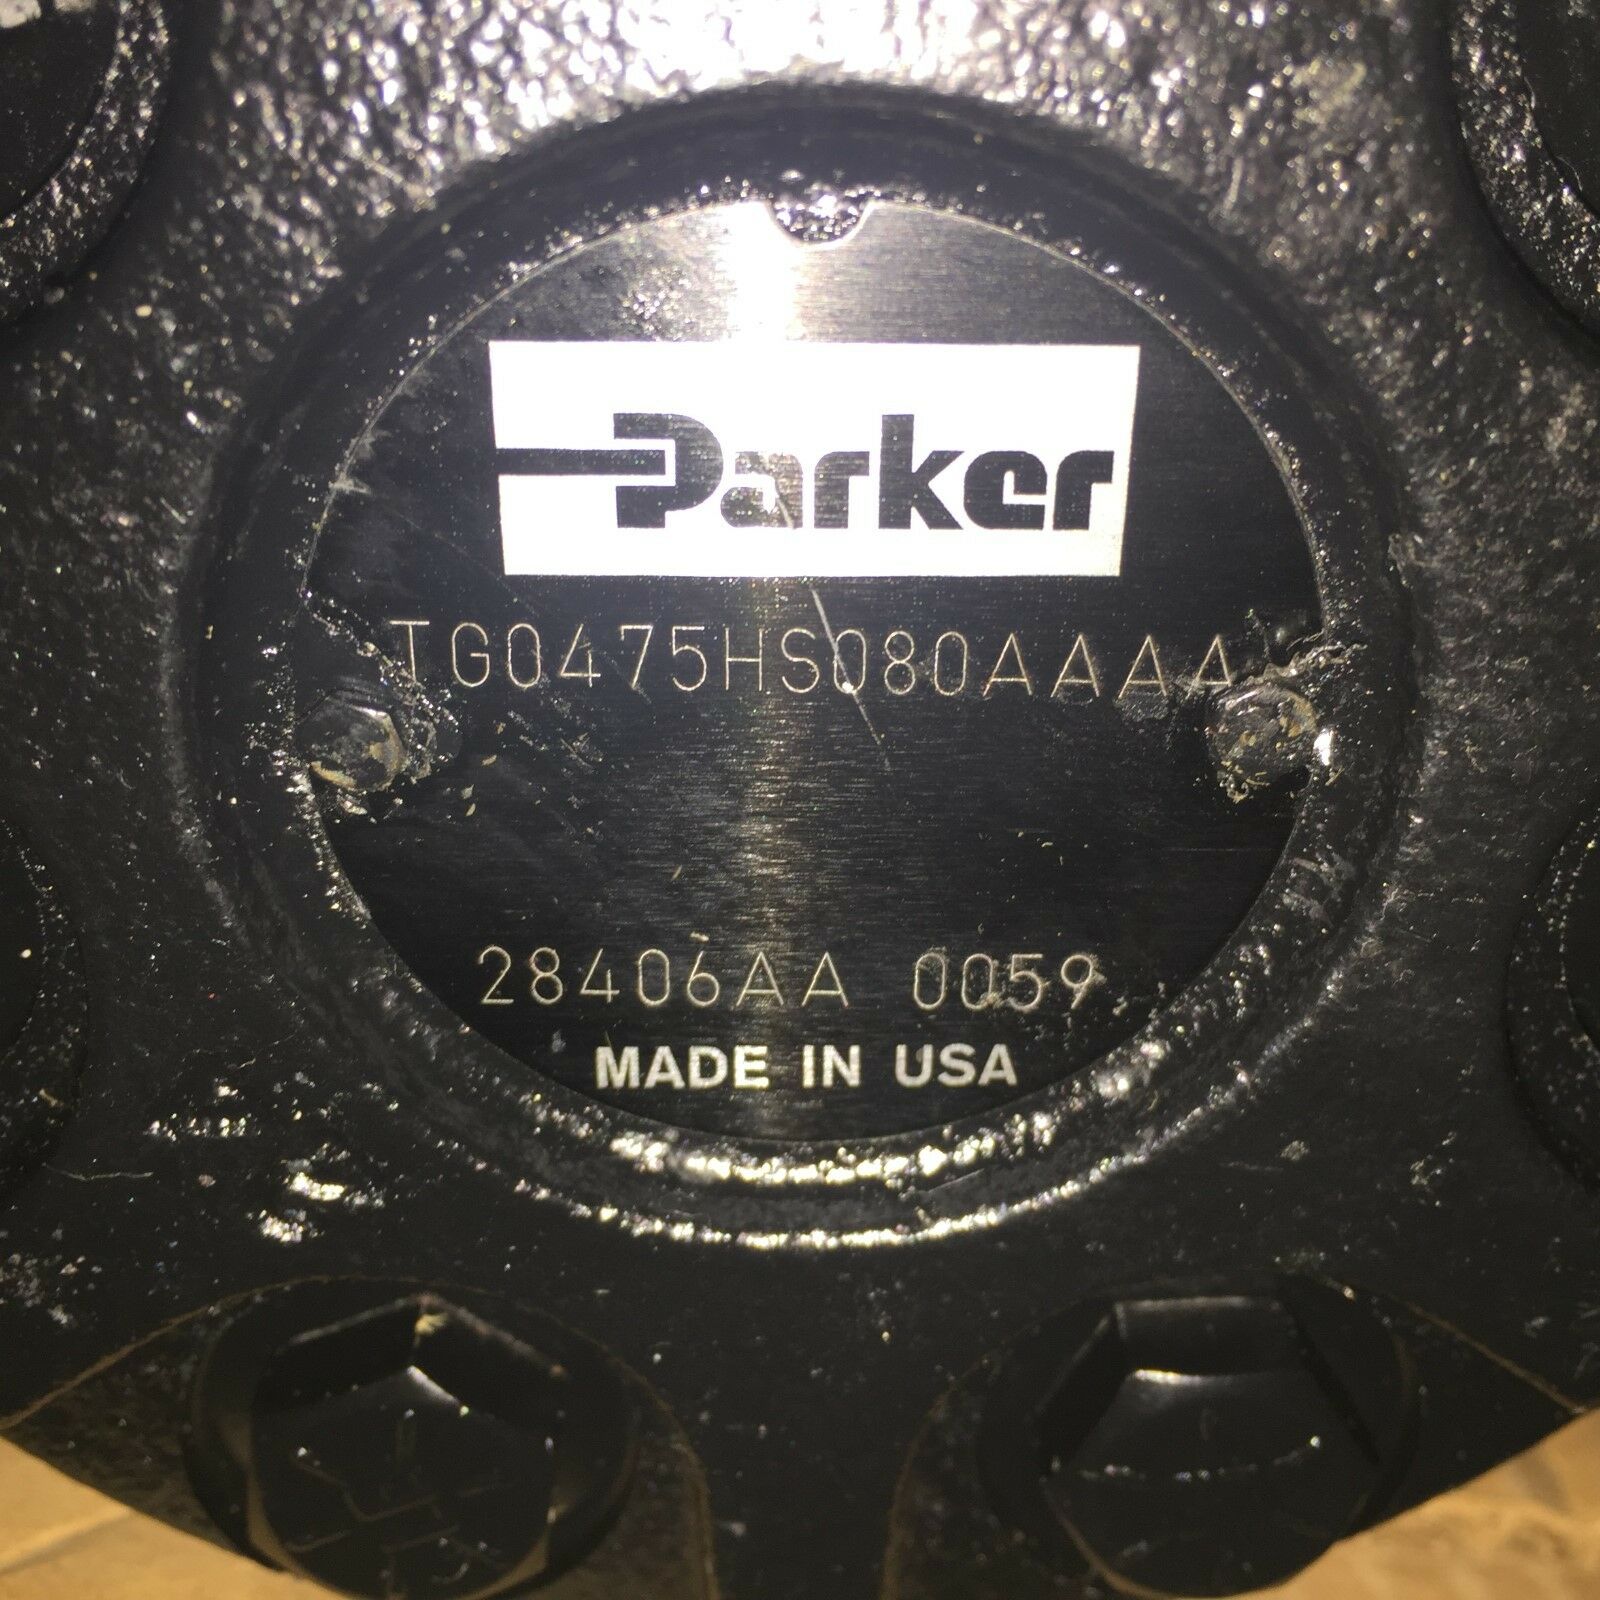 Parker
TG0475HS080AAAA
28406AA 0059
MADE IN USA